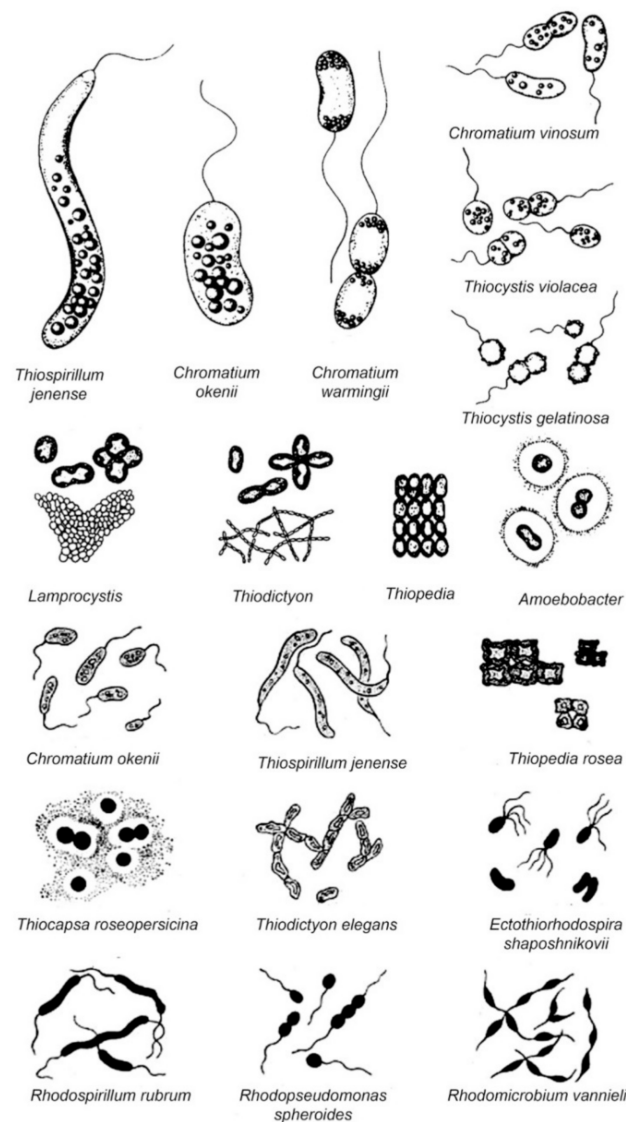 Chromatium vinosum
Thiocystis violacea
Thiospirillum
jenense
Chromatium
okenii
Chromatium
warmingii
Thiocystis gelatinosa
Lamprocystis
Thiodictyon
Thiopedia
Amoebobacter
Chromatium okenii
Thiospirillum jenense
Thiopedia rosea
Thiocapsa roseopersicina
Thiodictyon elegans
Ectothiorhodospira
shaposhnikovii
Rhodospirillum rubrum
Rhodopseudomonas
spheroides
Rhodomicrobium vannieli